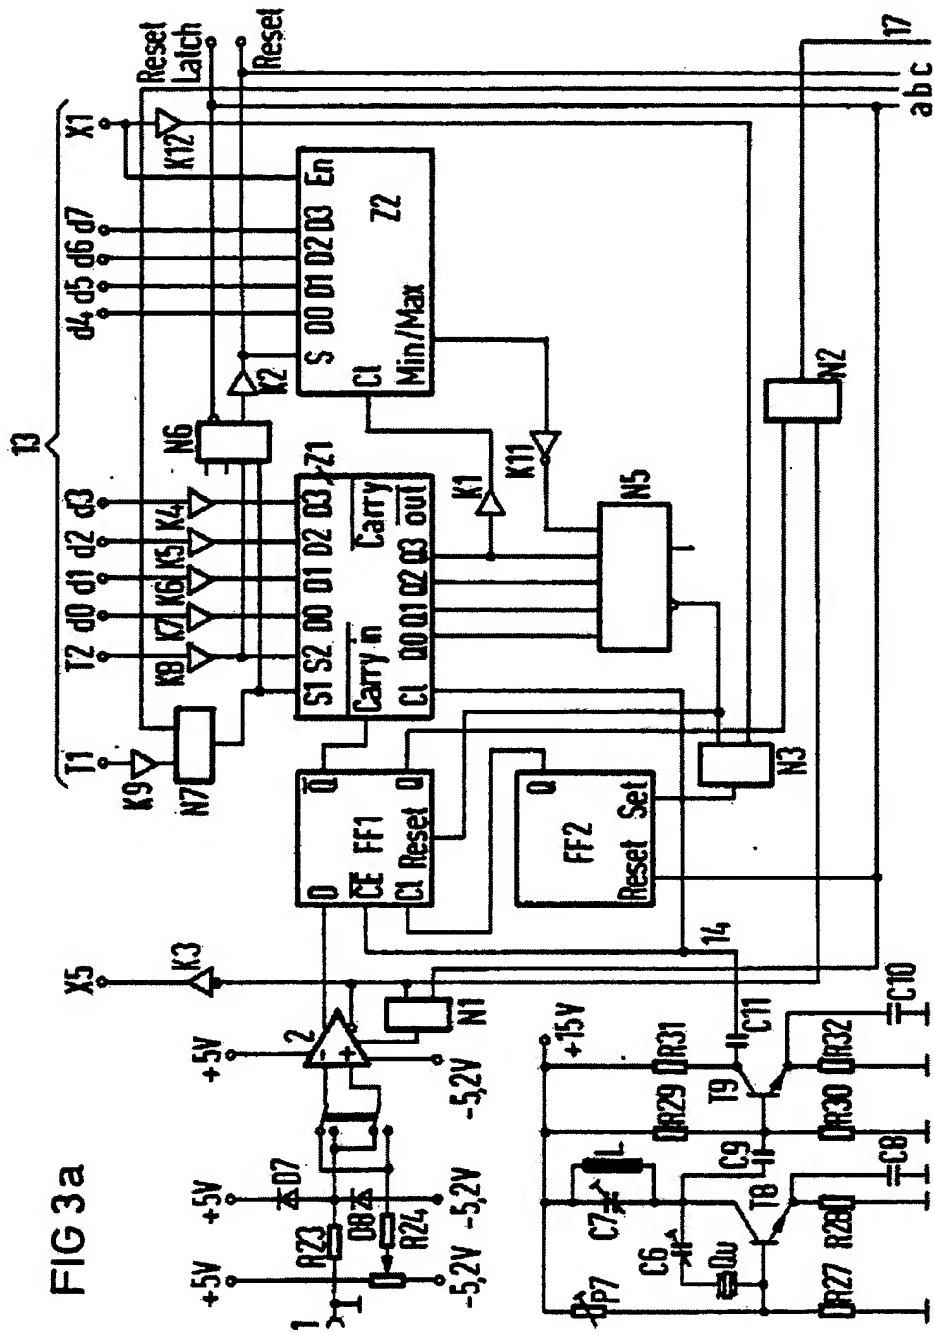 FIG 3a
13
T1 T2 d0 d1 d2 d3 d4 d5 d6 d7 X1
Reset Latch
Reset
X5
K9 K8 K7 K6 K5 K4 K12
K3
N7 N6 K2
+5V +5V +5V
1
R23 D7 D8 R24
2
-5,2V -5,2V -5,2V
N1
D Q
CE FF1
Cl Reset Q
S1 S2 D0 D1 D2 D3 Z1
Carry in Carry out
Cl Q0 Q1 Q2 Q3
K1
S D0 D1 D2 D3 En
Cl Z2
Min/Max
K11
Q
FF2
Reset Set
N5
N3
N2
14
17
a b c
+15V
P7 C7 L R29 R31
C6 Qu C9 T9 C11
T8
R27 R28 C8 R30 R32 C10